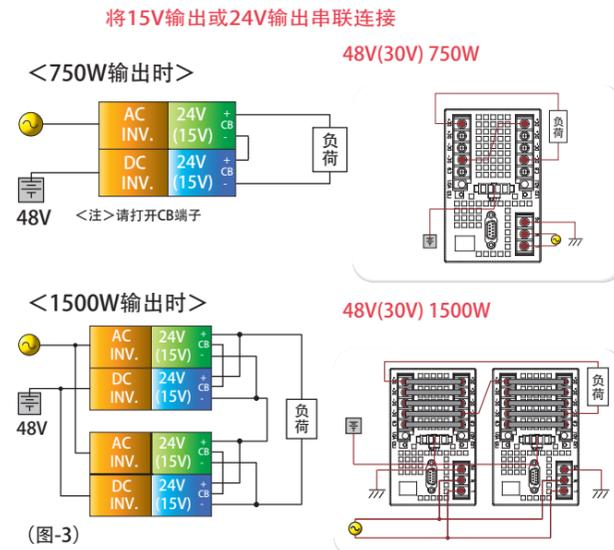 将15V输出或24V输出串联连接
48V(30V) 750W
＜750W输出时＞
AC INV.
24V (15V)
+
CB
-
DC INV.
24V (15V)
+
CB
-
负荷
48V
＜注＞请打开CB端子
负荷
48V(30V) 1500W
＜1500W输出时＞
AC INV.
24V (15V)
+
CB
-
DC INV.
24V (15V)
+
CB
-
48V
负荷
AC INV.
24V (15V)
+
CB
-
DC INV.
24V (15V)
+
CB
-
（图-3）
负荷